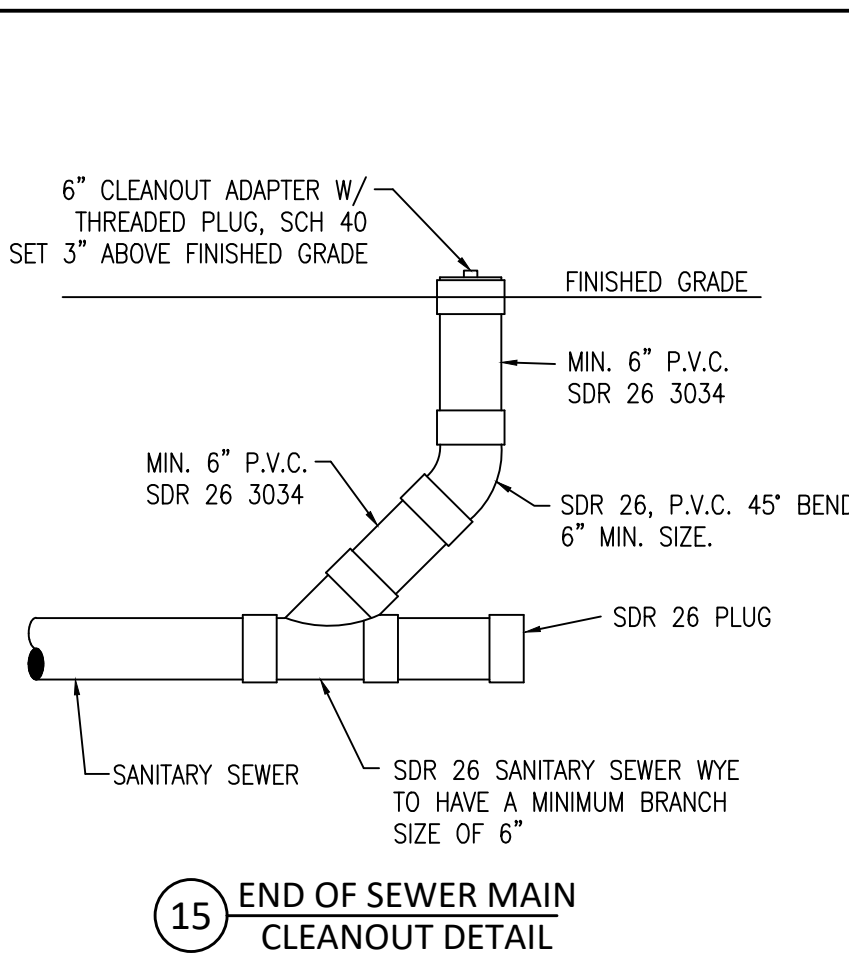 6" CLEANOUT ADAPTER W/
THREADED PLUG, SCH 40
SET 3" ABOVE FINISHED GRADE
FINISHED GRADE
MIN. 6" P.V.C.
SDR 26 3034
MIN. 6" P.V.C.
SDR 26 3034
SDR 26, P.V.C. 45° BEND
6" MIN. SIZE.
SDR 26 PLUG
SANITARY SEWER
SDR 26 SANITARY SEWER WYE
TO HAVE A MINIMUM BRANCH
SIZE OF 6"
15
END OF SEWER MAIN
CLEANOUT DETAIL